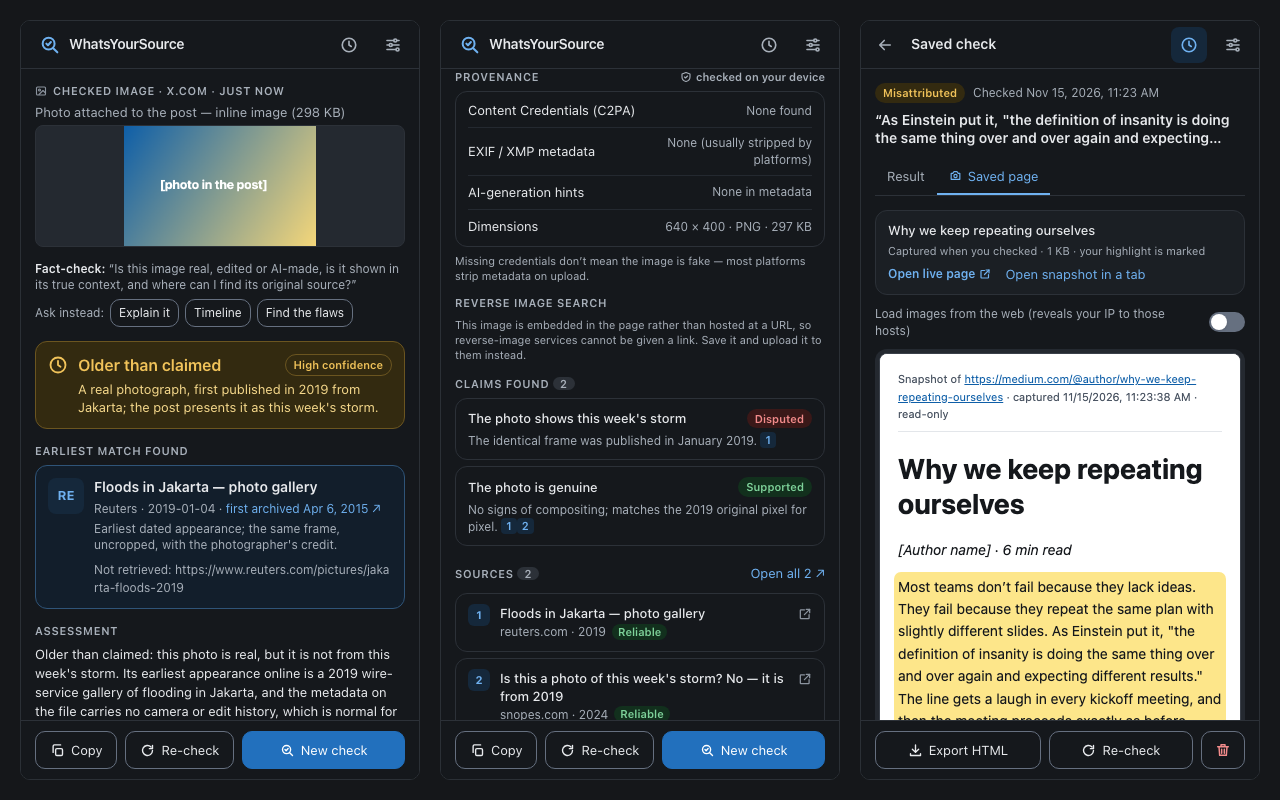 WhatsYourSource
CHECKED IMAGE · X.COM · JUST NOW
Photo attached to the post — inline image (298 KB)
[photo in the post]
Fact-check: “Is this image real, edited or AI-made, is it shown in
its true context, and where can I find its original source?”
Ask instead: Explain it Timeline Find the flaws
Older than claimed High confidence
A real photograph, first published in 2019 from
Jakarta; the post presents it as this week's storm.
EARLIEST MATCH FOUND
RE Floods in Jakarta — photo gallery
Reuters · 2019-01-04 · first archived Apr 6, 2015 ↗
Earliest dated appearance; the same frame,
uncropped, with the photographer's credit.
Not retrieved: https://www.reuters.com/pictures/jaka
rta-floods-2019
ASSESSMENT
Older than claimed: this photo is real, but it is not from this
week's storm. Its earliest appearance online is a 2019 wire-
service gallery of flooding in Jakarta, and the metadata on
the file carries no camera or edit history, which is normal for
Copy Re-check New check
WhatsYourSource
PROVENANCE checked on your device
Content Credentials (C2PA) None found
EXIF / XMP metadata None (usually stripped by
platforms)
AI-generation hints None in metadata
Dimensions 640 × 400 · PNG · 297 KB
Missing credentials don’t mean the image is fake — most platforms
strip metadata on upload.
REVERSE IMAGE SEARCH
This image is embedded in the page rather than hosted at a URL, so
reverse-image services cannot be given a link. Save it and upload it to
them instead.
CLAIMS FOUND 2
The photo shows this week's storm Disputed
The identical frame was published in January 2019. 1
The photo is genuine Supported
No signs of compositing; matches the 2019 original pixel for
pixel. 1 2
SOURCES 2 Open all 2 ↗
1 Floods in Jakarta — photo gallery
reuters.com · 2019 Reliable
2 Is this a photo of this week's storm? No — it is
from 2019
snopes.com · 2024 Reliable
Copy Re-check New check
Saved check
Misattributed Checked Nov 15, 2026, 11:23 AM
“As Einstein put it, "the definition of insanity is doing
the same thing over and over again and expecting…
Result Saved page
Why we keep repeating ourselves
Captured when you checked · 1 KB · your highlight is marked
Open live page Open snapshot in a tab
Load images from the web (reveals your IP to those
hosts)
Snapshot of https://medium.com/@author/why-we-keep-
repeating-ourselves · captured 11/15/2026, 11:23:38 AM ·
read-only
Why we keep repeating
ourselves
[Author name] · 6 min read
Most teams don’t fail because they lack ideas.
They fail because they repeat the same plan with
slightly different slides. As Einstein put it, "the
definition of insanity is doing the same thing over
and over again and expecting different results."
The line gets a laugh in every kickoff meeting, and
then the meeting proceeds exactly as before.
Export HTML Re-check